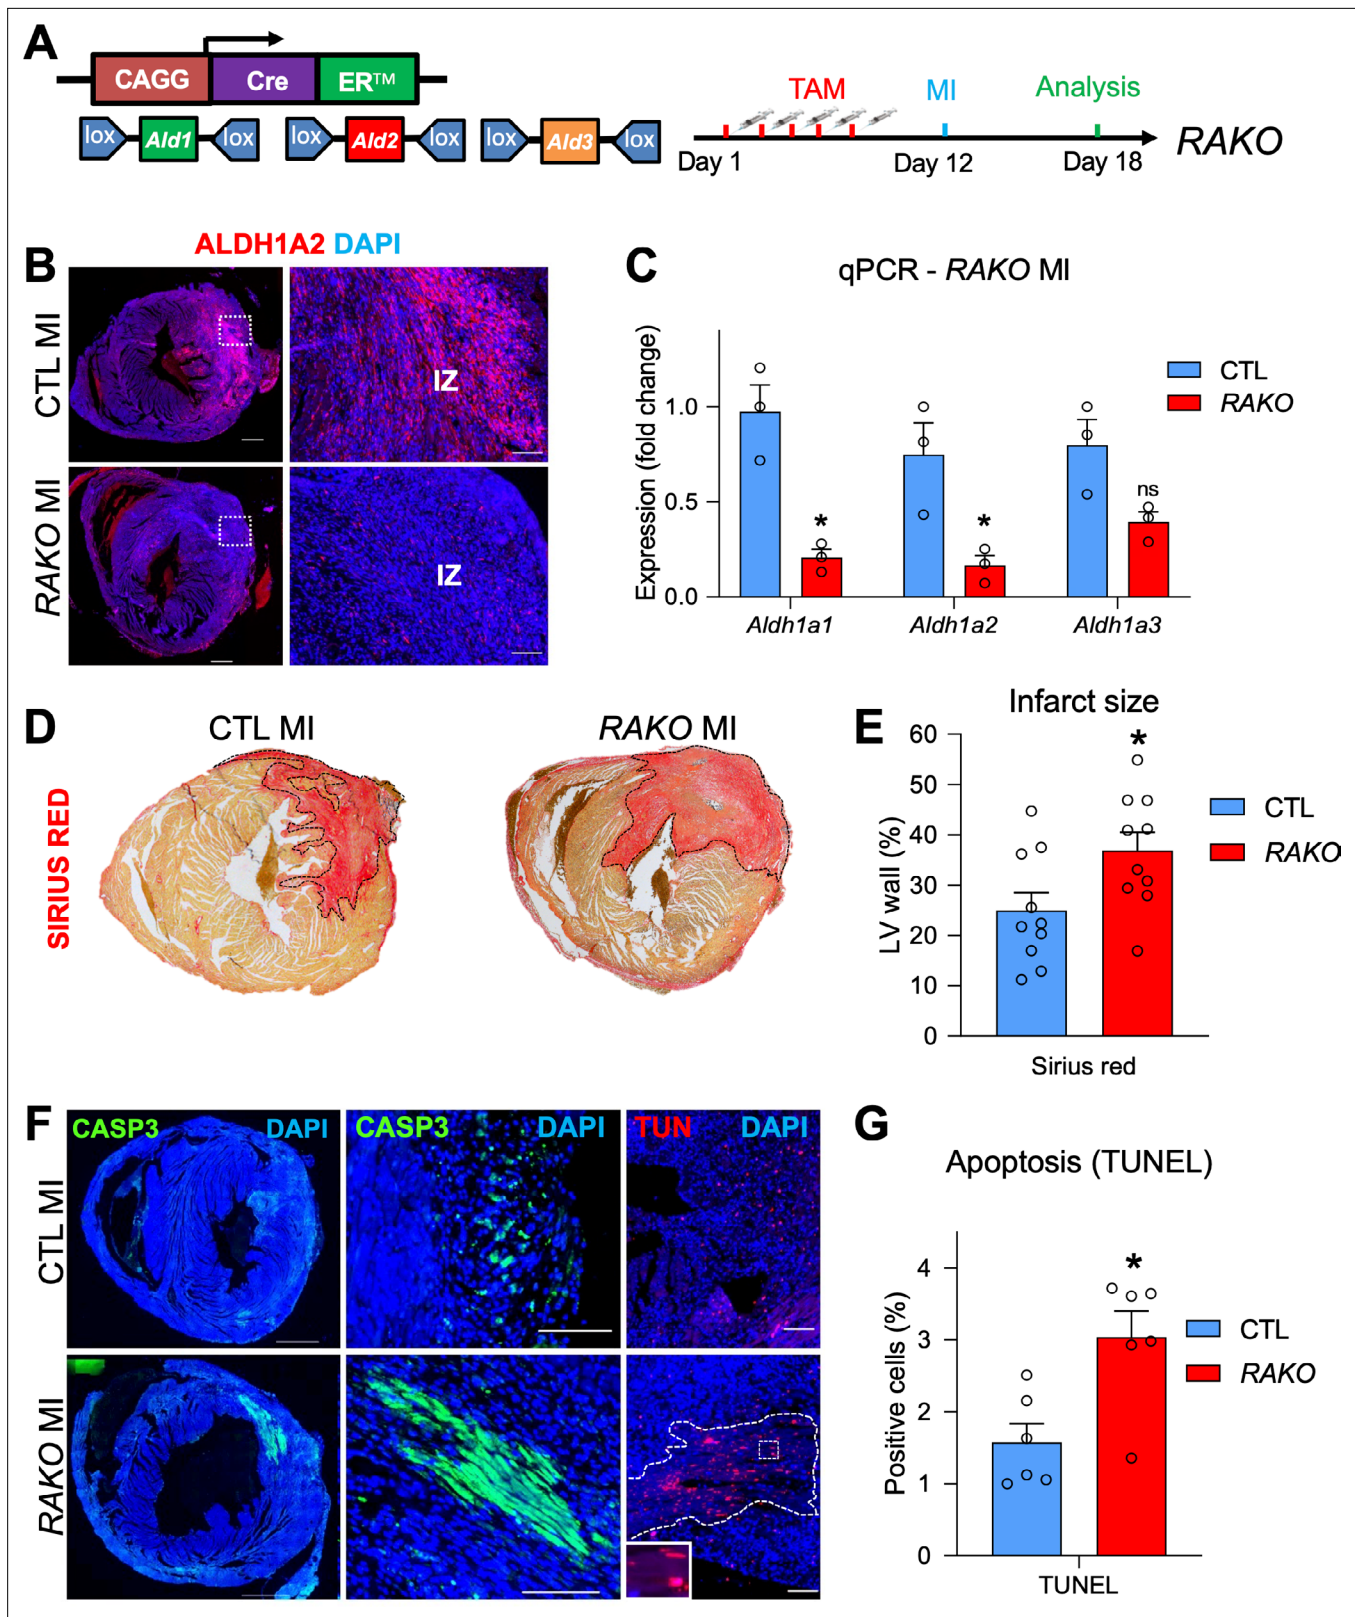 A
CAGG Cre ER™
lox Ald1 lox lox Ald2 lox lox Ald3 lox
TAM MI Analysis
Day 1 Day 12 Day 18
RAKO
B
ALDH1A2 DAPI
CTL MI
IZ
RAKO MI
IZ
C
qPCR - RAKO MI
Expression (fold change)
1.0
0.5
0.0
* * ns
Aldh1a1 Aldh1a2 Aldh1a3
CTL
RAKO
D
CTL MI RAKO MI
SIRIUS RED
E
Infarct size
*
LV wall (%)
60
50
40
30
20
10
0
Sirius red
CTL
RAKO
F
CASP3 DAPI CASP3 DAPI TUN DAPI
CTL MI
RAKO MI
G
Apoptosis (TUNEL)
*
Positive cells (%)
4
3
2
1
0
TUNEL
CTL
RAKO